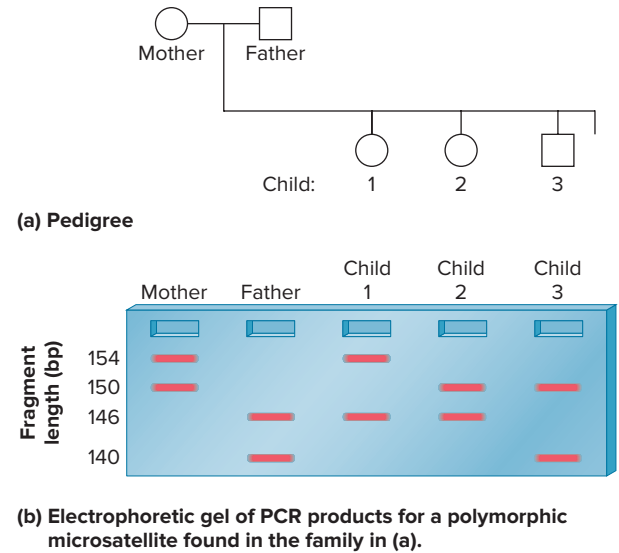 Mother Father
Child: 1 2 3
(a) Pedigree
Child Child Child
Mother Father 1 2 3
Fragment
length (bp)
154
150
146
140
(b) Electrophoretic gel of PCR products for a polymorphic
microsatellite found in the family in (a).